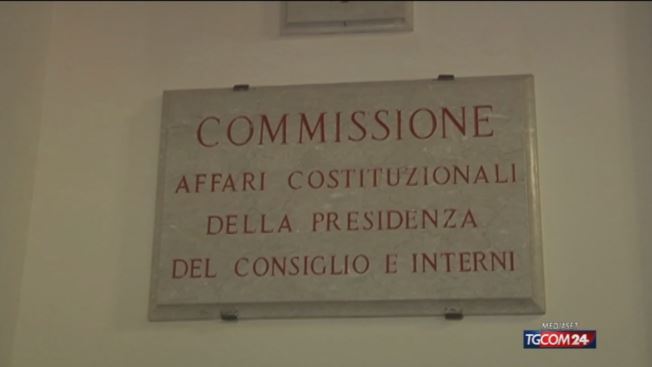 COMMISSIONE
AFFARI COSTITUZIONALI
DELLA PRESIDENZA
DEL CONSIGLIO E INTERNI
MEDIASET
TGCOM24